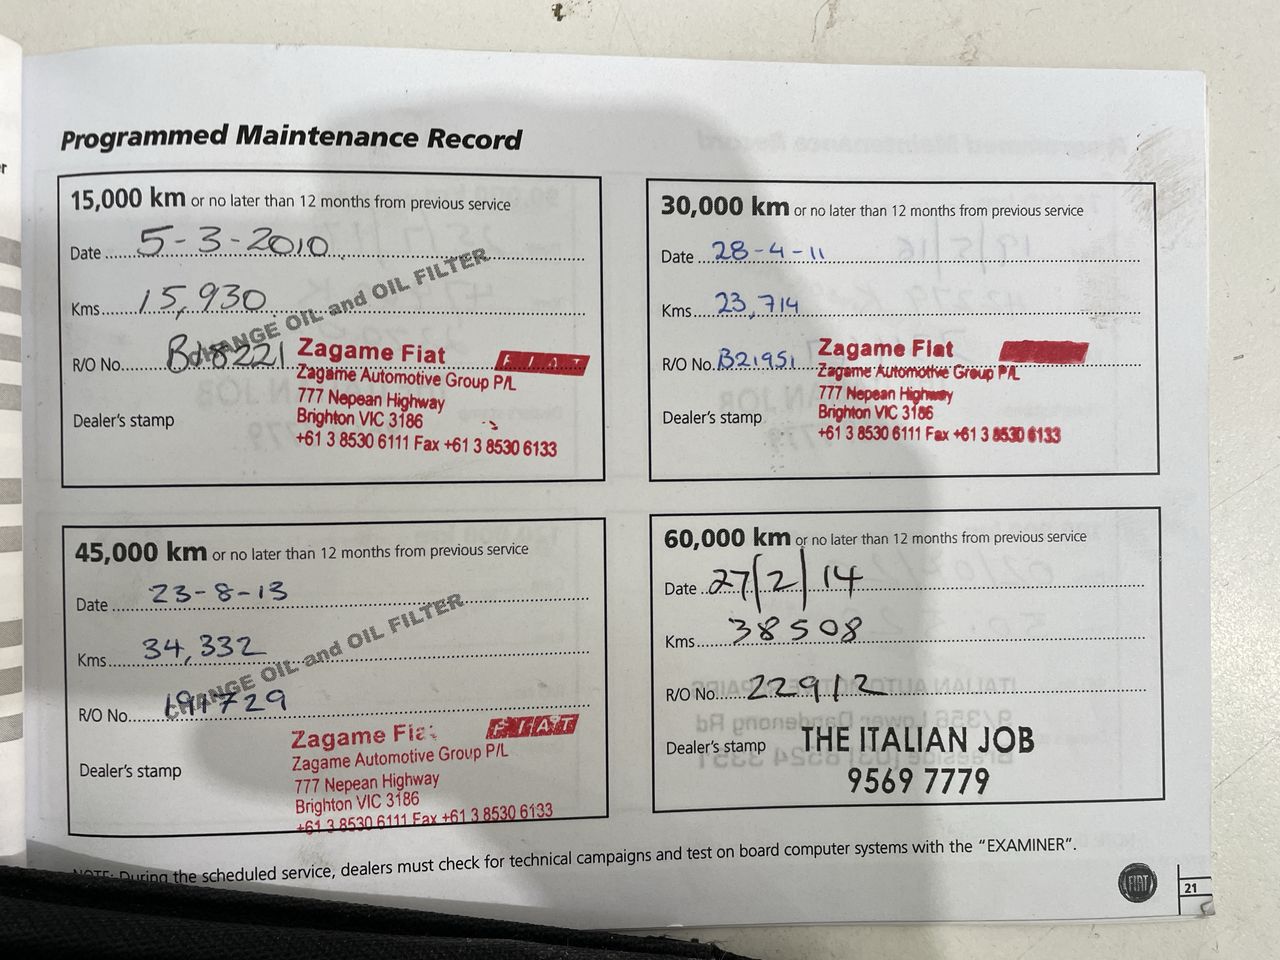 Programmed Maintenance Record
15,000 km or no later than 12 months from previous service
Date 5-3-2010
Kms 15,930
CHANGE OIL and OIL FILTER
R/O No.
Zagame Fiat FIAT
Zagame Automotive Group P/L
777 Nepean Highway
Brighton VIC 3186
+61 3 8530 6111 Fax +61 3 8530 6133
Dealer's stamp
30,000 km or no later than 12 months from previous service
Date 28-4-11
Kms 23,714
R/O No. B21951
Zagame Fiat
Zagame Automotive Group P/L
777 Nepean Highway
Brighton VIC 3186
+61 3 8530 6111 Fax +61 3 8530 6133
Dealer's stamp
45,000 km or no later than 12 months from previous service
Date 23-8-13
Kms 34,332
CHANGE OIL and OIL FILTER
R/O No.
Zagame Fiat FIAT
Zagame Automotive Group P/L
777 Nepean Highway
Brighton VIC 3186
+61 3 8530 6111 Fax +61 3 8530 6133
Dealer's stamp
60,000 km or no later than 12 months from previous service
Date 27/2/14
Kms 38508
R/O No. 22912
Dealer's stamp THE ITALIAN JOB
9569 7779
NOTE: During the scheduled service, dealers must check for technical campaigns and test on board computer systems with the "EXAMINER".
FIAT
21